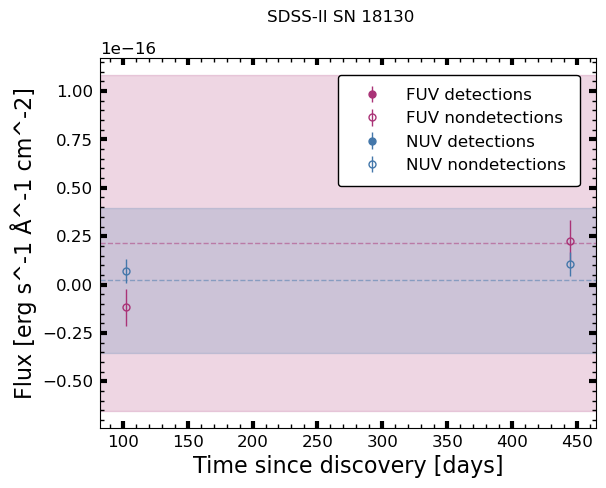 SDSS-II SN 18130
1e−16
FUV detections
FUV nondetections
NUV detections
NUV nondetections
1.00
0.75
0.50
0.25
0.00
−0.25
−0.50
Flux [erg s^-1 Å^-1 cm^-2]
100 150 200 250 300 350 400 450
Time since discovery [days]